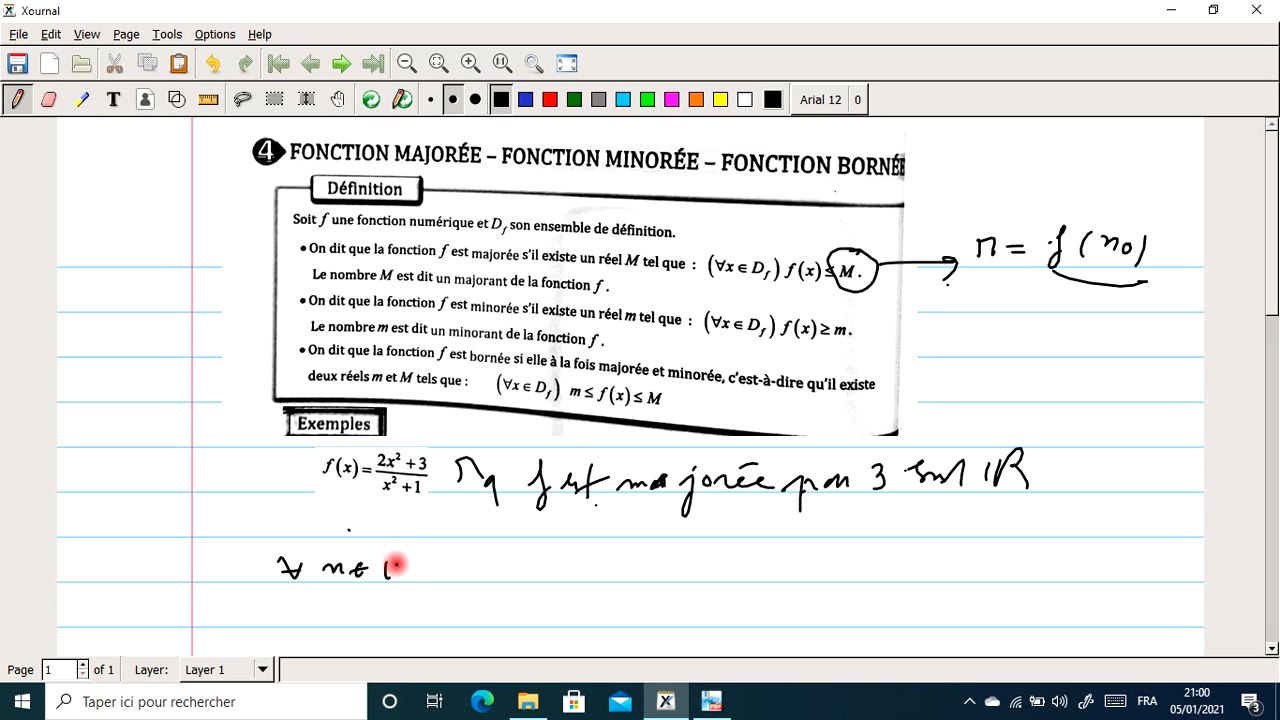 Xournal
File Edit View Page Tools Options Help
Arial 12 0
4 FONCTION MAJORÉE – FONCTION MINORÉE – FONCTION BORNÉE
Définition
Soit f une fonction numérique et D_f son ensemble de définition.
• On dit que la fonction f est majorée s'il existe un réel M tel que : (∀x ∈ D_f) f(x) ≤ M.
M = f(x0)
Le nombre M est dit un majorant de la fonction f.
• On dit que la fonction f est minorée s'il existe un réel m tel que : (∀x ∈ D_f) f(x) ≥ m.
Le nombre m est dit un minorant de la fonction f.
• On dit que la fonction f est bornée si elle à la fois majorée et minorée, c'est-à-dire qu'il existe
deux réels m et M tels que : (∀x ∈ D_f) m ≤ f(x) ≤ M
Exemples
f(x) = (2x² + 3)/(x² + 1) Mq f est majorée par 3 sur IR
∀ x ∈ I
Page 1 of 1 Layer: Layer 1
Taper ici pour rechercher
FRA
21:00
05/01/2021
3